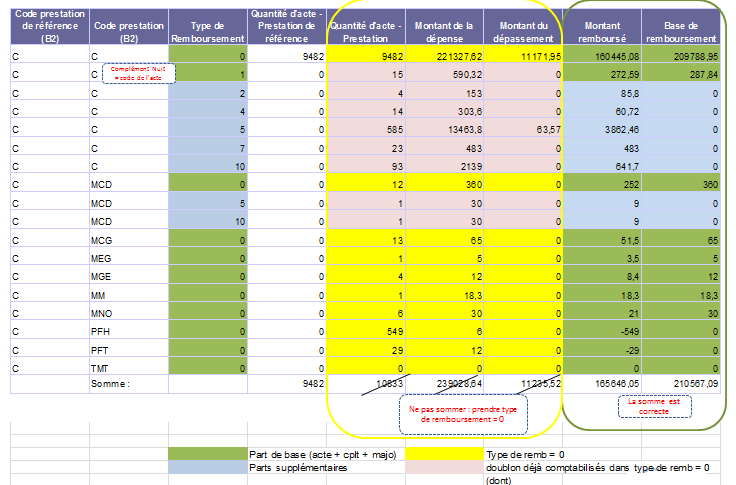 Code prestation de référence (B2) Code prestation (B2) Type de Remboursement Quantité d'acte - Prestation de référence Quantité d'acte - Prestation Montant de la dépense Montant du dépassement Montant remboursé Base de remboursement
C C 0 9482 9482 221327,62 11171,95 160445,08 209788,95
C C Complément Nuit = code de l'acte 1 0 15 590,32 0 272,59 287,84
C C 2 0 4 153 0 85,8 0
C C 4 0 14 303,6 0 60,72 0
C C 5 0 585 13463,8 63,57 3862,46 0
C C 7 0 23 483 0 483 0
C C 10 0 93 2139 0 641,7 0
C MCD 0 0 12 360 0 252 360
C MCD 5 0 1 30 0 9 0
C MCD 10 0 1 30 0 9 0
C MCG 0 0 13 65 0 51,5 65
C MEG 0 0 1 5 0 3,5 5
C MGE 0 0 4 12 0 8,4 12
C MM 0 0 1 18,3 0 18,3 18,3
C MNO 0 0 6 30 0 21 30
C PFH 0 0 549 6 0 -549 0
C PFT 0 0 29 12 0 -29 0
C TMT 0 0 0 0 0 0 0
Somme : 9482 10833 239028,64 11235,52 165646,05 210567,09
Ne pas sommer : prendre type
de remboursement = 0
La somme est
correcte
Part de base (acte + cplt + majo) Type de remb = 0
Parts supplémentaires doublon déjà comptabilisés dans type de remb = 0
(dont)